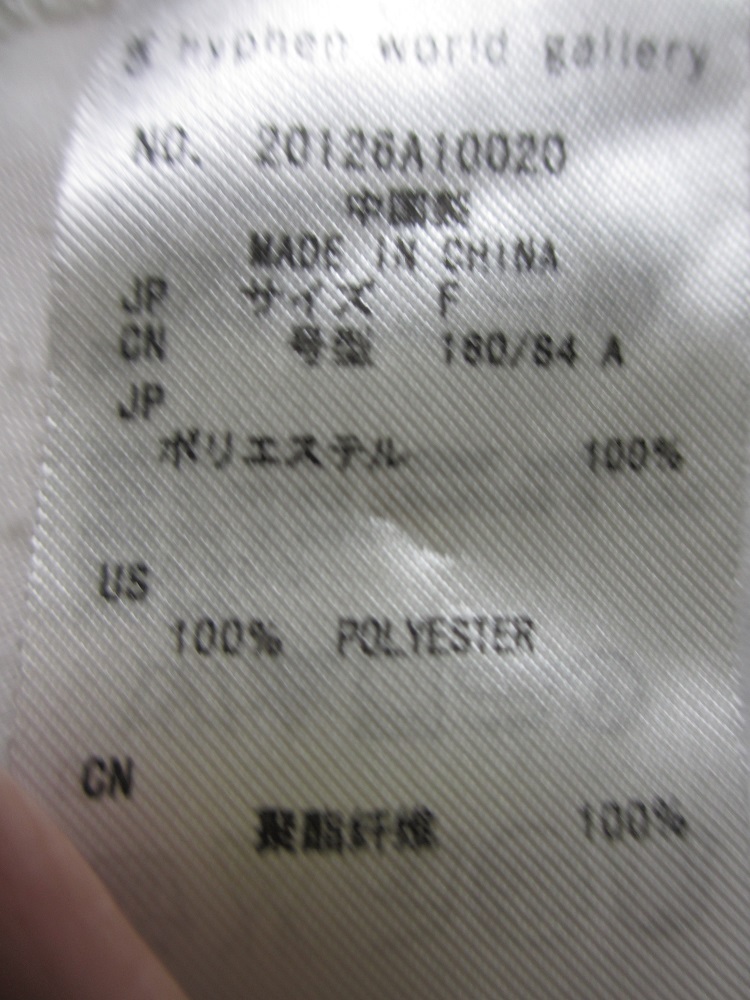 hyphen world gallery
NO. 20126A10020
中国製
MADE IN CHINA
JP サイズ F
CN 号型 160/84 A
JP
ポリエステル 100%
US
100% POLYESTER
CN
聚酯纤维 100%